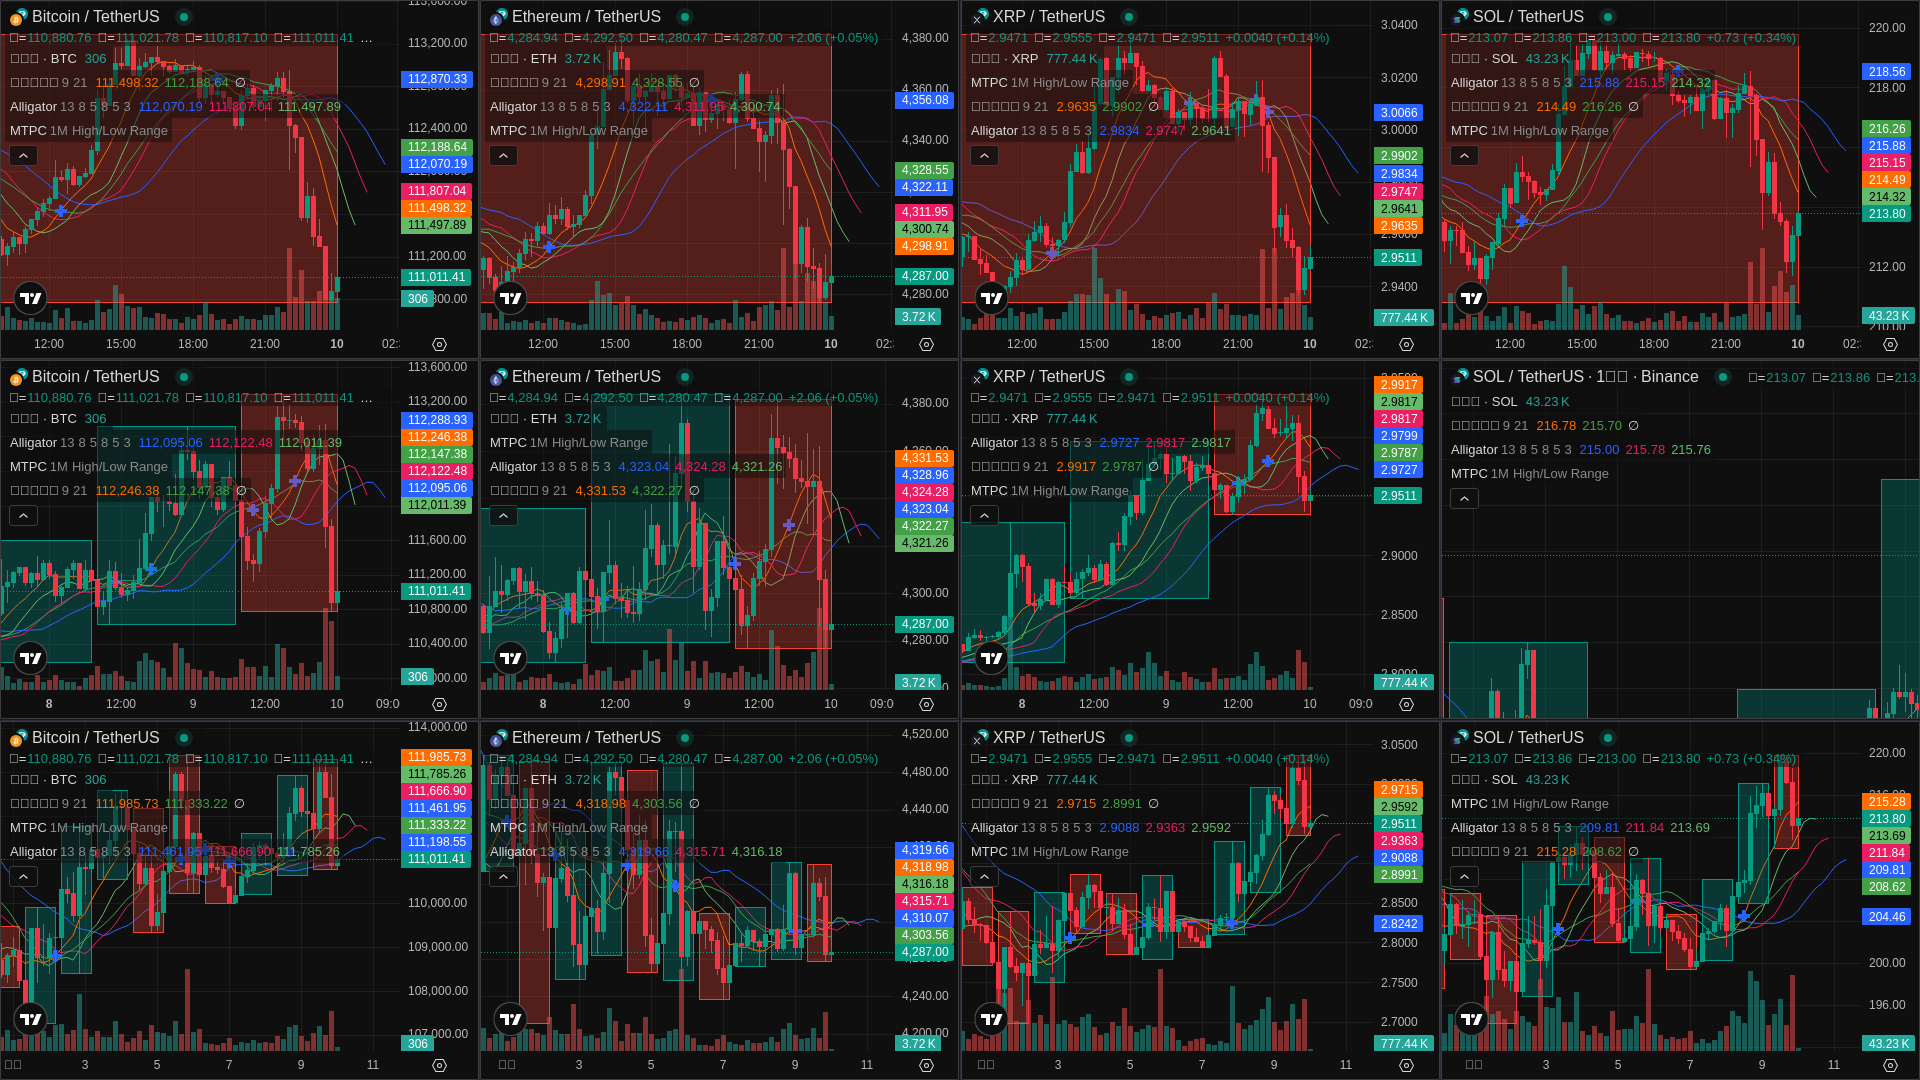 Bitcoin / TetherUS
□=110,880.76 □=111,021.78 □=110,817.10 □=111,011.41 ...
□□□ · BTC 306
□□□□□ 9 21 111,498.32 112,188.64 ∅
Alligator 13 8 5 8 5 3 112,070.19 111,807.04 111,497.89
MTPC 1M High/Low Range
113,200.00
112,870.33
112,400.00
112,188.64
112,070.19
111,807.04
111,498.32
111,497.89
111,200.00
111,011.41
306
12:00 15:00 18:00 21:00 10
Ethereum / TetherUS
□=4,284.94 □=4,292.50 □=4,280.47 □=4,287.00 +2.06 (+0.05%)
□□□ · ETH 3.72 K
□□□□□ 9 21 4,298.91 4,328.55 ∅
Alligator 13 8 5 8 5 3 4,322.11 4,311.95 4,300.74
MTPC 1M High/Low Range
4,380.00
4,360.00
4,356.08
4,340.00
4,328.55
4,322.11
4,311.95
4,300.74
4,298.91
4,287.00
4,280.00
3.72 K
12:00 15:00 18:00 21:00 10
XRP / TetherUS
□=2.9471 □=2.9555 □=2.9471 □=2.9511 +0.0040 (+0.14%)
□□□ · XRP 777.44 K
MTPC 1M High/Low Range
□□□□□ 9 21 2.9635 2.9902 ∅
Alligator 13 8 5 8 5 3 2.9834 2.9747 2.9641
3.0400
3.0200
3.0066
3.0000
2.9902
2.9834
2.9747
2.9641
2.9635
2.9600
2.9511
2.9400
777.44 K
12:00 15:00 18:00 21:00 10
SOL / TetherUS
□=213.07 □=213.86 □=213.00 □=213.80 +0.73 (+0.34%)
□□□ · SOL 43.23 K
Alligator 13 8 5 8 5 3 215.88 215.15 214.32
□□□□□ 9 21 214.49 216.26 ∅
MTPC 1M High/Low Range
220.00
218.56
218.00
216.26
215.88
215.15
214.49
214.32
213.80
212.00
43.23 K
210.00
12:00 15:00 18:00 21:00 10
Bitcoin / TetherUS
□=110,880.76 □=111,021.78 □=110,817.10 □=111,011.41 ...
□□□ · BTC 306
Alligator 13 8 5 8 5 3 112,095.06 112,122.48 112,011.39
MTPC 1M High/Low Range
□□□□□ 9 21 112,246.38 112,147.38 ∅
113,600.00
113,200.00
112,288.93
112,246.38
112,147.38
112,122.48
112,095.06
112,011.39
111,600.00
111,200.00
111,011.41
110,800.00
110,400.00
306
8 12:00 9 12:00 10
Ethereum / TetherUS
□=4,284.94 □=4,292.50 □=4,280.47 □=4,287.00 +2.06 (+0.05%)
□□□ · ETH 3.72 K
MTPC 1M High/Low Range
Alligator 13 8 5 8 5 3 4,323.04 4,324.28 4,321.26
□□□□□ 9 21 4,331.53 4,322.27 ∅
4,380.00
4,331.53
4,328.96
4,324.28
4,323.04
4,322.27
4,321.26
4,300.00
4,287.00
4,280.00
3.72 K
8 12:00 9 12:00 10
XRP / TetherUS
□=2.9471 □=2.9555 □=2.9471 □=2.9511 +0.0040 (+0.14%)
□□□ · XRP 777.44 K
Alligator 13 8 5 8 5 3 2.9727 2.9817 2.9817
□□□□□ 9 21 2.9917 2.9787 ∅
MTPC 1M High/Low Range
2.9917
2.9817
2.9817
2.9799
2.9787
2.9727
2.9511
2.9000
2.8500
777.44 K
8 12:00 9 12:00 10
SOL / TetherUS · 1□□ · Binance □=213.07 □=213.86 □=213.
□□□ · SOL 43.23 K
□□□□□ 9 21 216.78 215.70 ∅
Alligator 13 8 5 8 5 3 215.00 215.78 215.76
MTPC 1M High/Low Range
Bitcoin / TetherUS
□=110,880.76 □=111,021.78 □=110,817.10 □=111,011.41 ...
□□□ · BTC 306
□□□□□ 9 21 111,985.73 111,333.22 ∅
MTPC 1M High/Low Range
Alligator 13 8 5 8 5 3 111,461.95 111,666.90 111,785.26
114,000.00
111,985.73
111,785.26
111,666.90
111,461.95
111,333.22
111,198.55
111,011.41
110,000.00
109,000.00
108,000.00
107,000.00
306
□□ 3 5 7 9 11
Ethereum / TetherUS
□=4,284.94 □=4,292.50 □=4,280.47 □=4,287.00 +2.06 (+0.05%)
□□□ · ETH 3.72 K
□□□□□ 9 21 4,318.98 4,303.56 ∅
MTPC 1M High/Low Range
Alligator 13 8 5 8 5 3 4,319.66 4,315.71 4,316.18
4,520.00
4,480.00
4,440.00
4,319.66
4,318.98
4,316.18
4,315.71
4,310.07
4,303.56
4,287.00
4,240.00
4,200.00
3.72 K
□□ 3 5 7 9 11
XRP / TetherUS
□=2.9471 □=2.9555 □=2.9471 □=2.9511 +0.0040 (+0.14%)
□□□ · XRP 777.44 K
□□□□□ 9 21 2.9715 2.8991 ∅
Alligator 13 8 5 8 5 3 2.9088 2.9363 2.9592
MTPC 1M High/Low Range
3.0500
2.9715
2.9592
2.9511
2.9363
2.9088
2.8991
2.8500
2.8242
2.8000
2.7500
2.7000
777.44 K
□□ 3 5 7 9 11
SOL / TetherUS
□=213.07 □=213.86 □=213.00 □=213.80 +0.73 (+0.34%)
□□□ · SOL 43.23 K
MTPC 1M High/Low Range
Alligator 13 8 5 8 5 3 209.81 211.84 213.69
□□□□□ 9 21 215.28 208.62 ∅
220.00
215.28
213.80
213.69
211.84
209.81
208.62
204.46
200.00
196.00
43.23 K
□□ 3 5 7 9 11